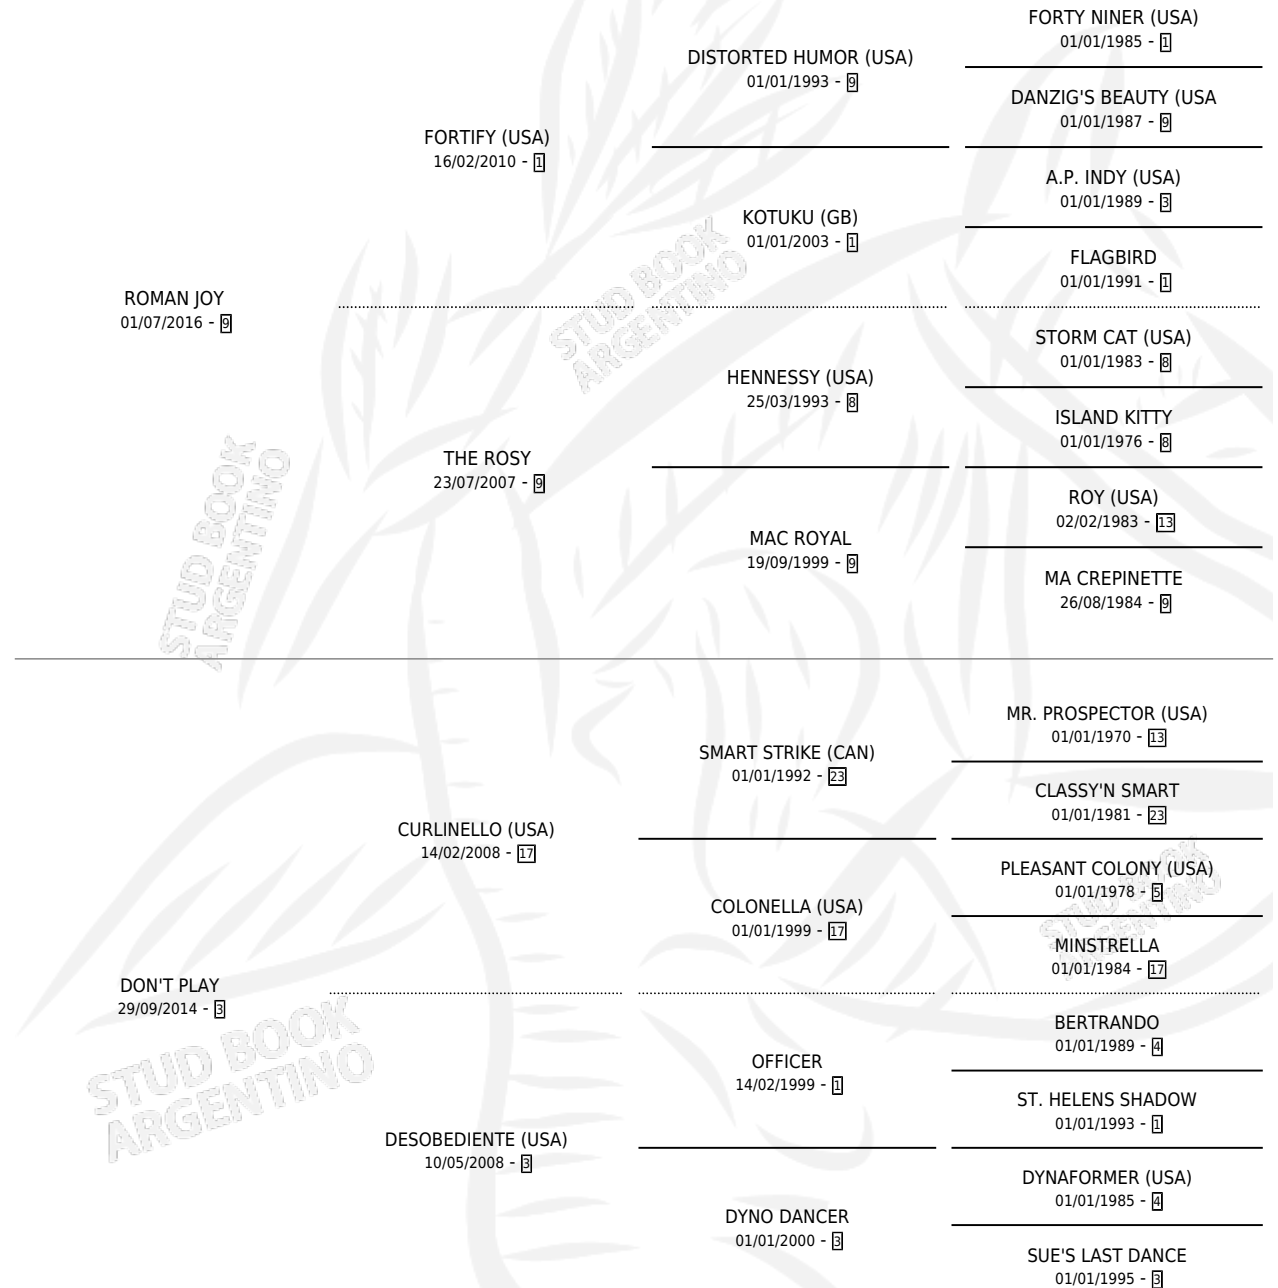 FORTY NINER (USA)
01/01/1985 - 1
DISTORTED HUMOR (USA)
01/01/1993 - 9
DANZIG'S BEAUTY (USA
01/01/1987 - 9
FORTIFY (USA)
16/02/2010 - 1
A.P. INDY (USA)
01/01/1989 - 3
KOTUKU (GB)
01/01/2003 - 1
FLAGBIRD
01/01/1991 - 1
ROMAN JOY
01/07/2016 - 9
STUD BOOK
ARGENTINO
STORM CAT (USA)
01/01/1983 - 8
HENNESSY (USA)
25/03/1993 - 8
ISLAND KITTY
01/01/1976 - 8
THE ROSY
23/07/2007 - 9
ROY (USA)
02/02/1983 - 13
MAC ROYAL
19/09/1999 - 9
MA CREPINETTE
26/08/1984 - 9
STUD BOOK
ARGENTINO
MR. PROSPECTOR (USA)
01/01/1970 - 13
SMART STRIKE (CAN)
01/01/1992 - 23
CLASSY'N SMART
01/01/1981 - 23
CURLINELLO (USA)
14/02/2008 - 17
PLEASANT COLONY (USA)
01/01/1978 - 5
COLONELLA (USA)
01/01/1999 - 17
STUD BOOK
ARGENTINO
MINSTRELLA
01/01/1984 - 17
DON'T PLAY
29/09/2014 - 3
BERTRANDO
01/01/1989 - 4
OFFICER
14/02/1999 - 1
ST. HELENS SHADOW
01/01/1993 - 1
STUD BOOK
ARGENTINO
DESOBEDIENTE (USA)
10/05/2008 - 3
DYNAFORMER (USA)
01/01/1985 - 4
DYNO DANCER
01/01/2000 - 3
SUE'S LAST DANCE
01/01/1995 - 3